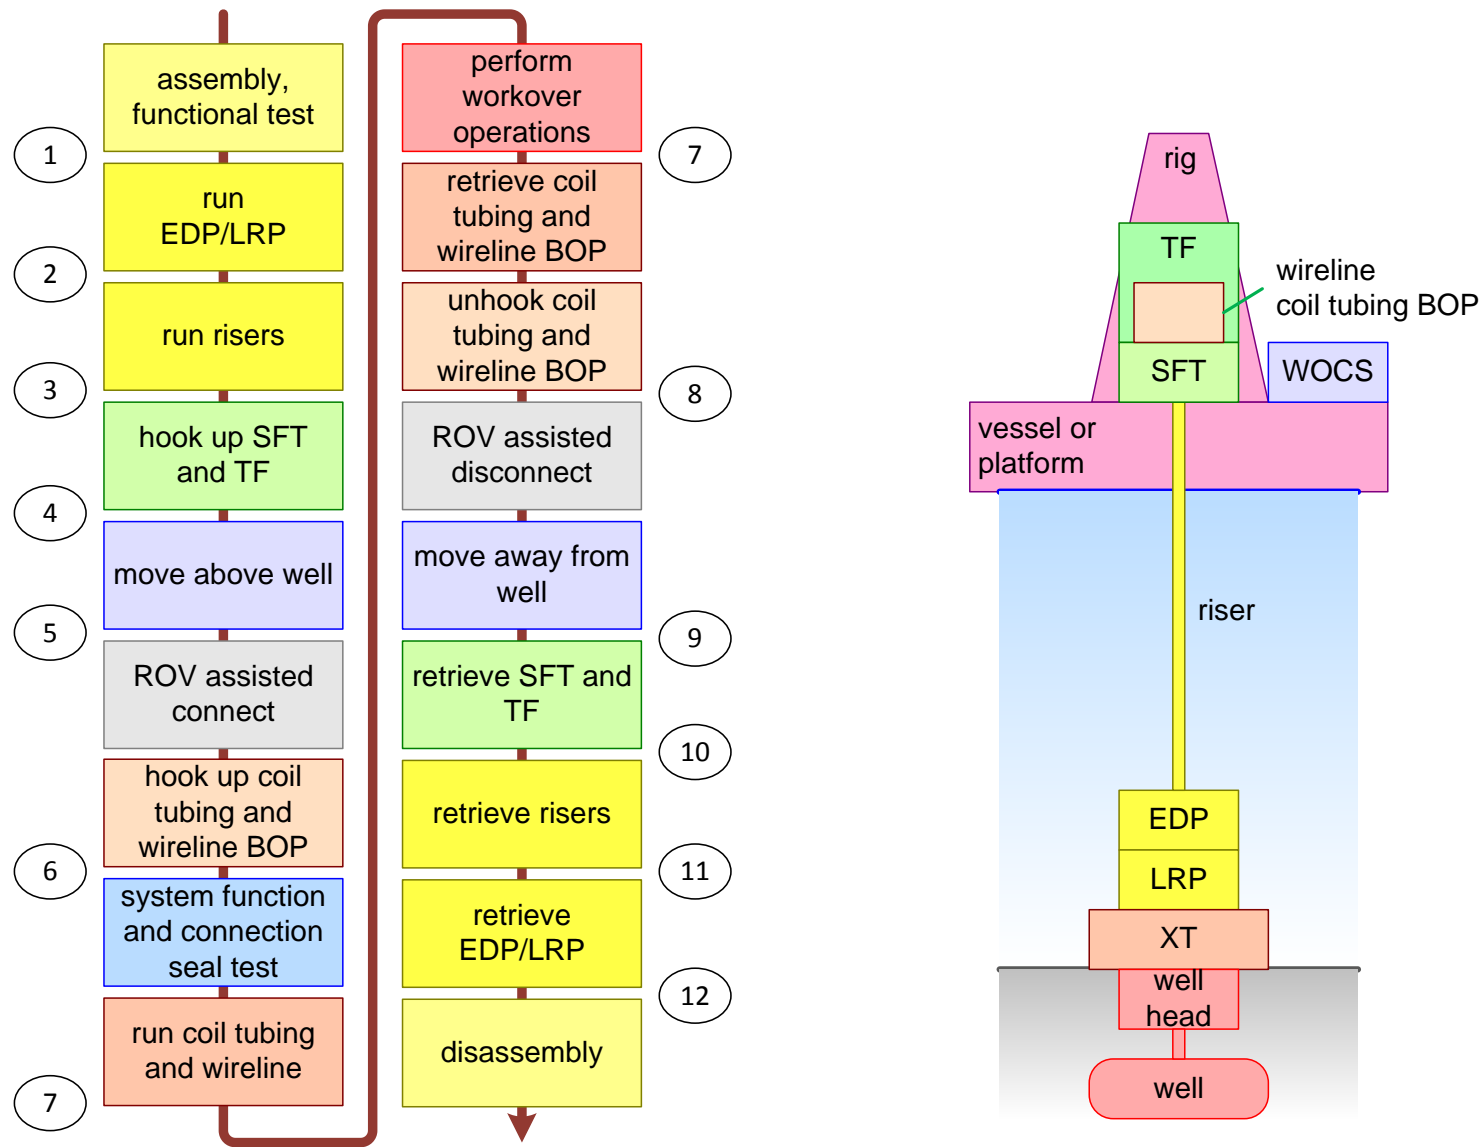 assembly,
functional test
1
run
EDP/LRP
2
run risers
3
hook up SFT
and TF
4
move above well
5
ROV assisted
connect
hook up coil
tubing and
wireline BOP
6
system function
and connection
seal test
run coil tubing
and wireline
7
perform
workover
operations
7
retrieve coil
tubing and
wireline BOP
unhook coil
tubing and
wireline BOP
8
ROV assisted
disconnect
move away from
well
9
retrieve SFT and
TF
10
retrieve risers
11
retrieve
EDP/LRP
12
disassembly
rig
TF
wireline
coil tubing BOP
SFT
WOCS
vessel or
platform
riser
EDP
LRP
XT
well
head
well